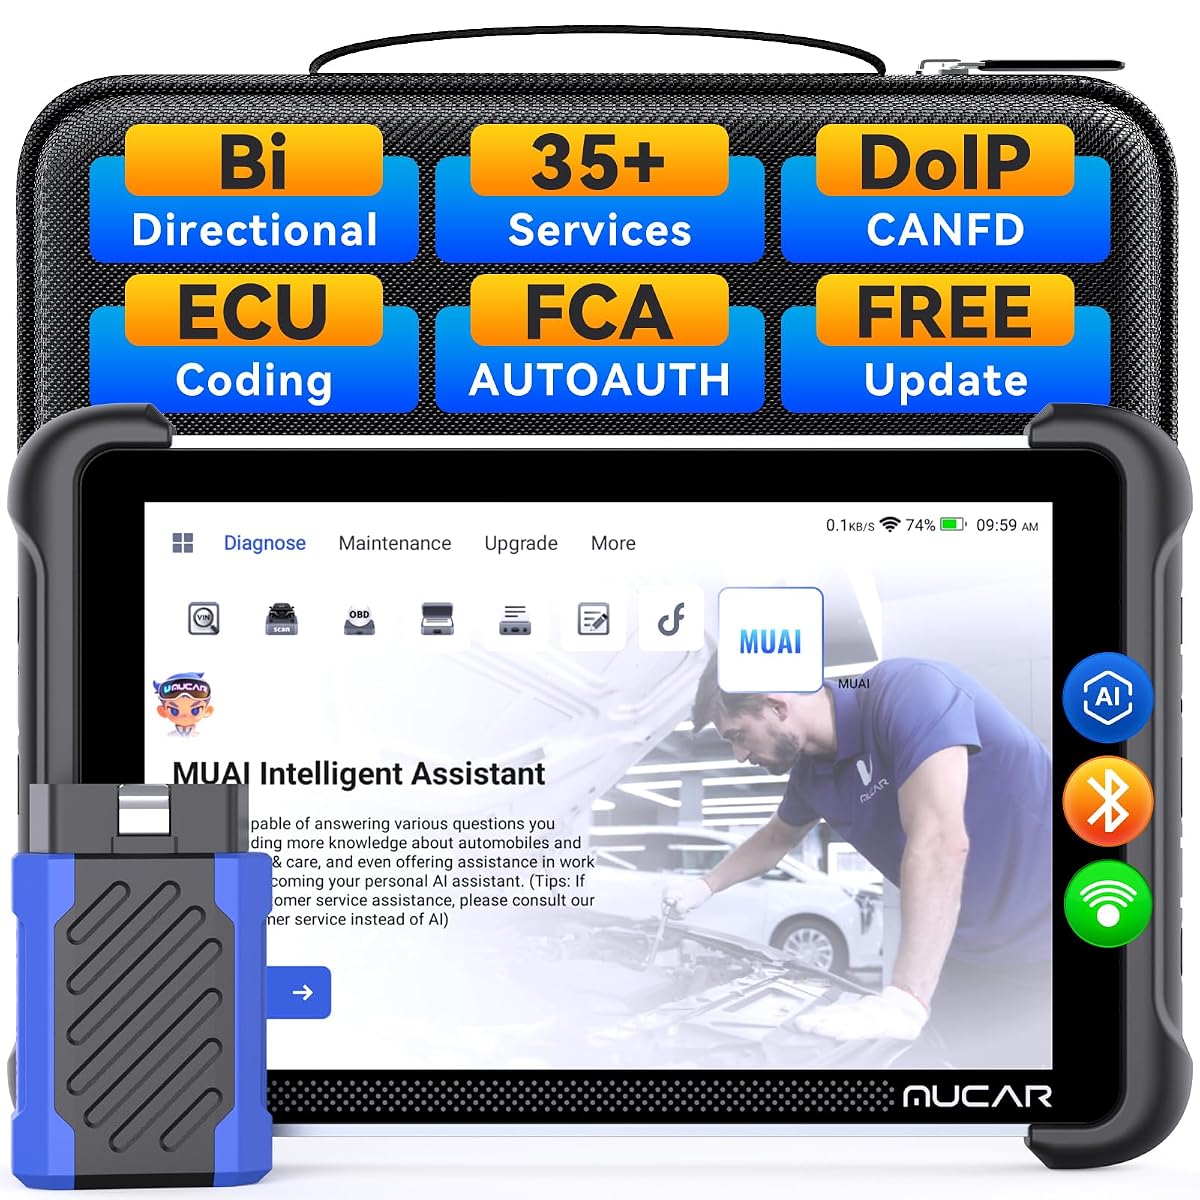 Bi
Directional
35+
Services
DoIP
CANFD
ECU
Coding
FCA
AUTOAUTH
FREE
Update
0.1KB/S 74% 09:59 AM
Diagnose Maintenance Upgrade More
VIN
scan
OBD
MUAI
MUAI
MUCAR
MUCAR
MUAI Intelligent Assistant
pable of answering various questions you
ding more knowledge about automobiles and
& care, and even offering assistance in work
coming your personal AI assistant. (Tips: If
omer service assistance, please consult our
mer service instead of AI)
AI
MUCAR